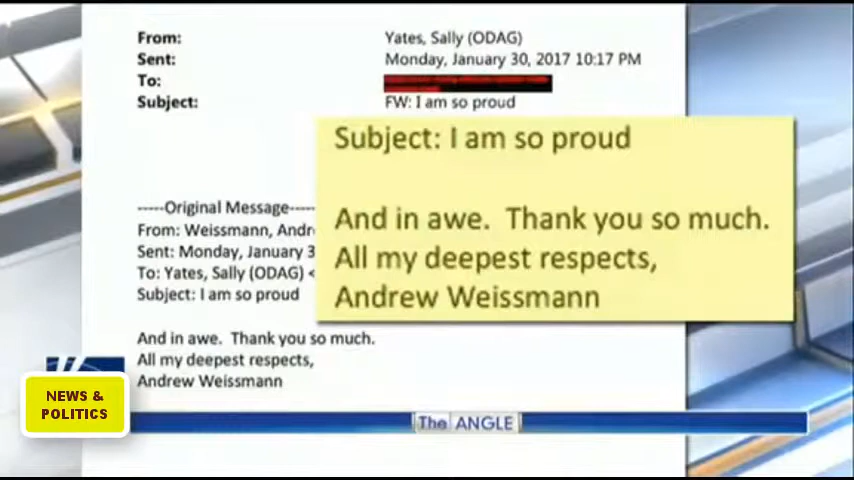 From: Yates, Sally (ODAG)
Sent: Monday, January 30, 2017 10:17 PM
To:
Subject: FW: I am so proud
Subject: I am so proud
And in awe. Thank you so much.
All my deepest respects,
Andrew Weissmann
-----Original Message-----
From: Weissmann, Andr
Sent: Monday, January 3
To: Yates, Sally (ODAG) <
Subject: I am so proud
And in awe. Thank you so much.
All my deepest respects,
Andrew Weissmann
NEWS &
POLITICS
The ANGLE